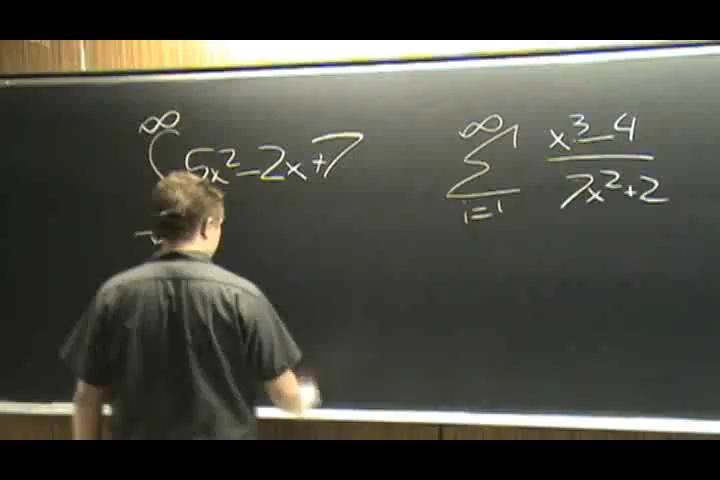 ∞
∫ 5x² - 2x + 7
-
∞
∑
i=1
x³ - 4
7x² + 2